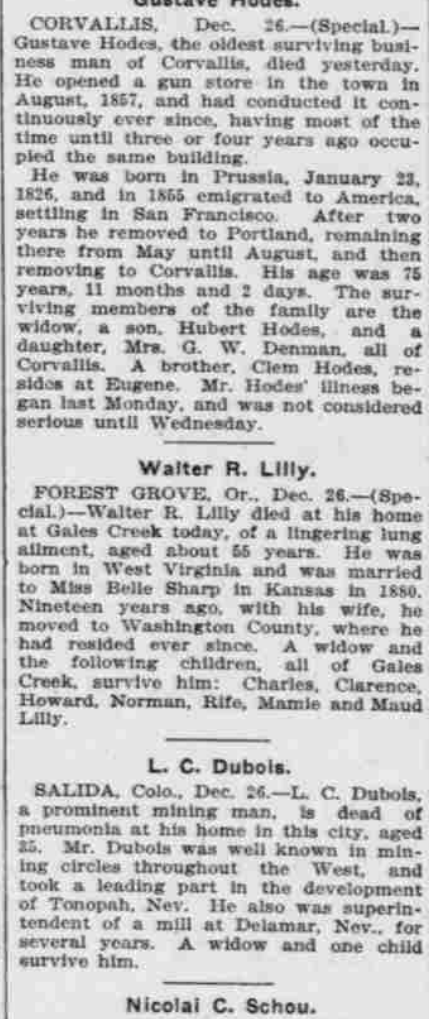 Gustave Hodes.
CORVALLIS, Dec. 26.—(Special.)—
Gustave Hodes, the oldest surviving busi-
ness man of Corvallis, died yesterday.
He opened a gun store in the town in
August, 1857, and had conducted it con-
tinuously ever since, having most of the
time until three or four years ago occu-
pied the same building.
He was born in Prussia, January 23,
1826, and in 1855 emigrated to America,
settling in San Francisco. After two
years he removed to Portland, remaining
there from May until August, and then
removing to Corvallis. His age was 75
years, 11 months and 2 days. The sur-
viving members of the family are the
widow, a son, Hubert Hodes, and a
daughter, Mrs. G. W. Denman, all of
Corvallis. A brother, Clem Hodes, re-
sides at Eugene. Mr. Hodes' illness be-
gan last Monday, and was not considered
serious until Wednesday.
Walter R. Lilly.
FOREST GROVE, Or., Dec. 26.—(Spe-
cial.)—Walter R. Lilly died at his home
at Gales Creek today, of a lingering lung
ailment, aged about 55 years. He was
born in West Virginia and was married
to Miss Belle Sharp in Kansas in 1880.
Nineteen years ago, with his wife, he
moved to Washington County, where he
had resided ever since. A widow and
the following children, all of Gales
Creek, survive him: Charles, Clarence,
Howard, Norman, Rife, Mamie and Maud
Lilly.
L. C. Dubois.
SALIDA, Colo., Dec. 26.—L. C. Dubois,
a prominent mining man, is dead of
pneumonia at his home in this city, aged
35. Mr. Dubois was well known in min-
ing circles throughout the West, and
took a leading part in the development
of Tonopah, Nev. He also was superin-
tendent of a mill at Delamar, Nev., for
several years. A widow and one child
survive him.
Nicolai C. Schou.